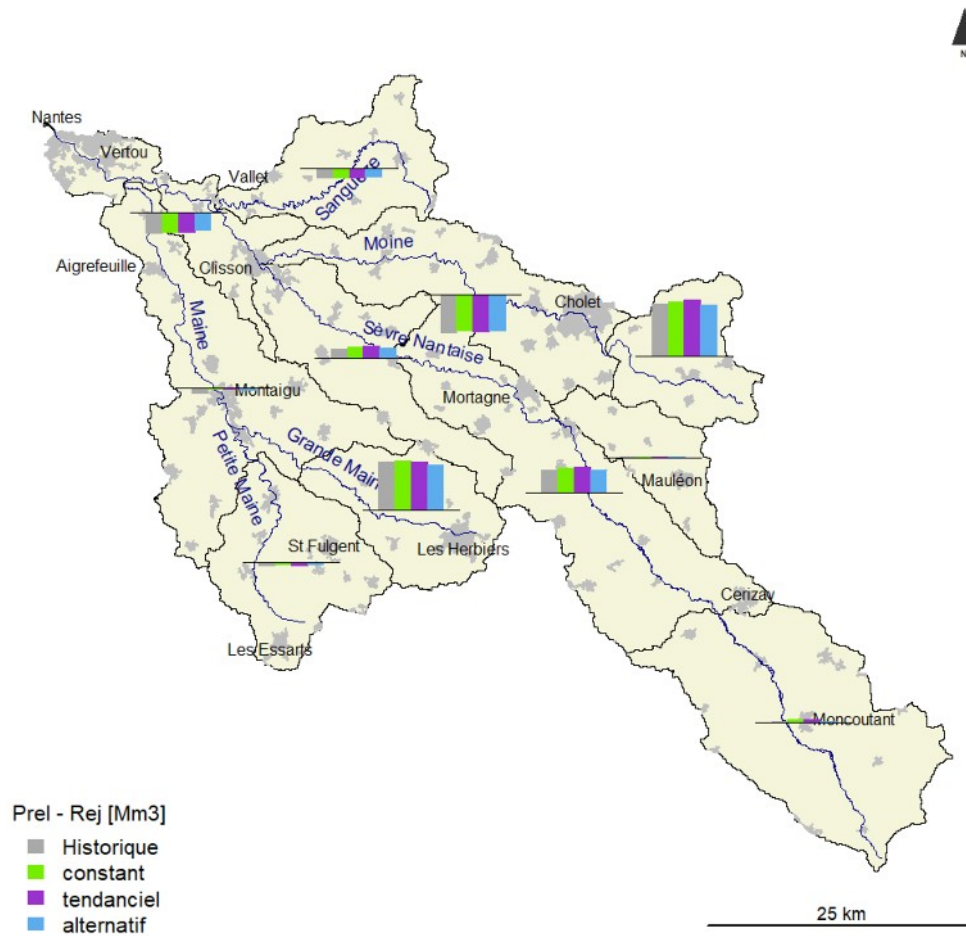 N
Nantes
Vertou
Vallet
Sanguèze
Aigrefeuille
Clisson
Moine
Maine
Cholet
Sèvre Nantaise
Montaigu
Mortagne
Petite Maine
Grande Main
Mauléon
St Fulgent
Les Herbiers
Cerizay
Les Essarts
Moncoutant
Prel - Rej [Mm3]
Historique
constant
tendanciel
alternatif
25 km